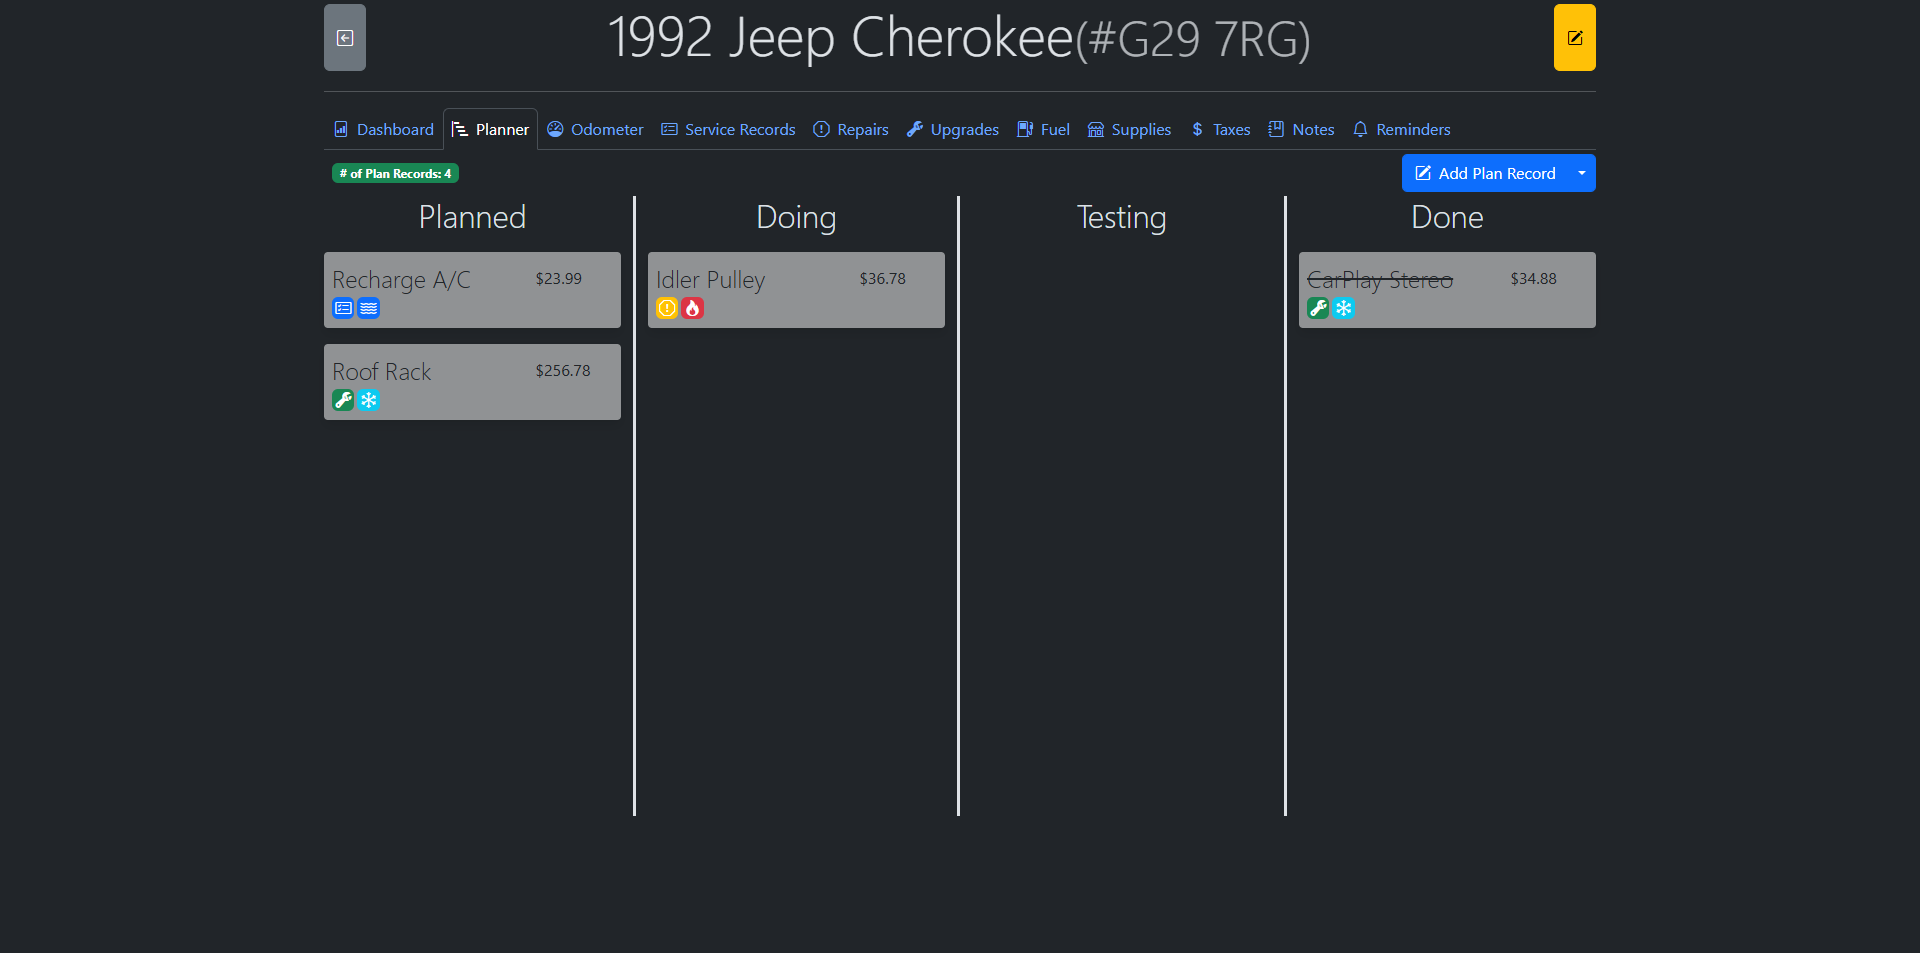 1992 Jeep Cherokee(#G29 7RG)
Dashboard Planner Odometer Service Records Repairs Upgrades Fuel Supplies $ Taxes Notes Reminders
# of Plan Records: 4
Add Plan Record
Planned
Doing
Testing
Done
Recharge A/C $23.99
Roof Rack $256.78
Idler Pulley $36.78
CarPlay Stereo $34.88